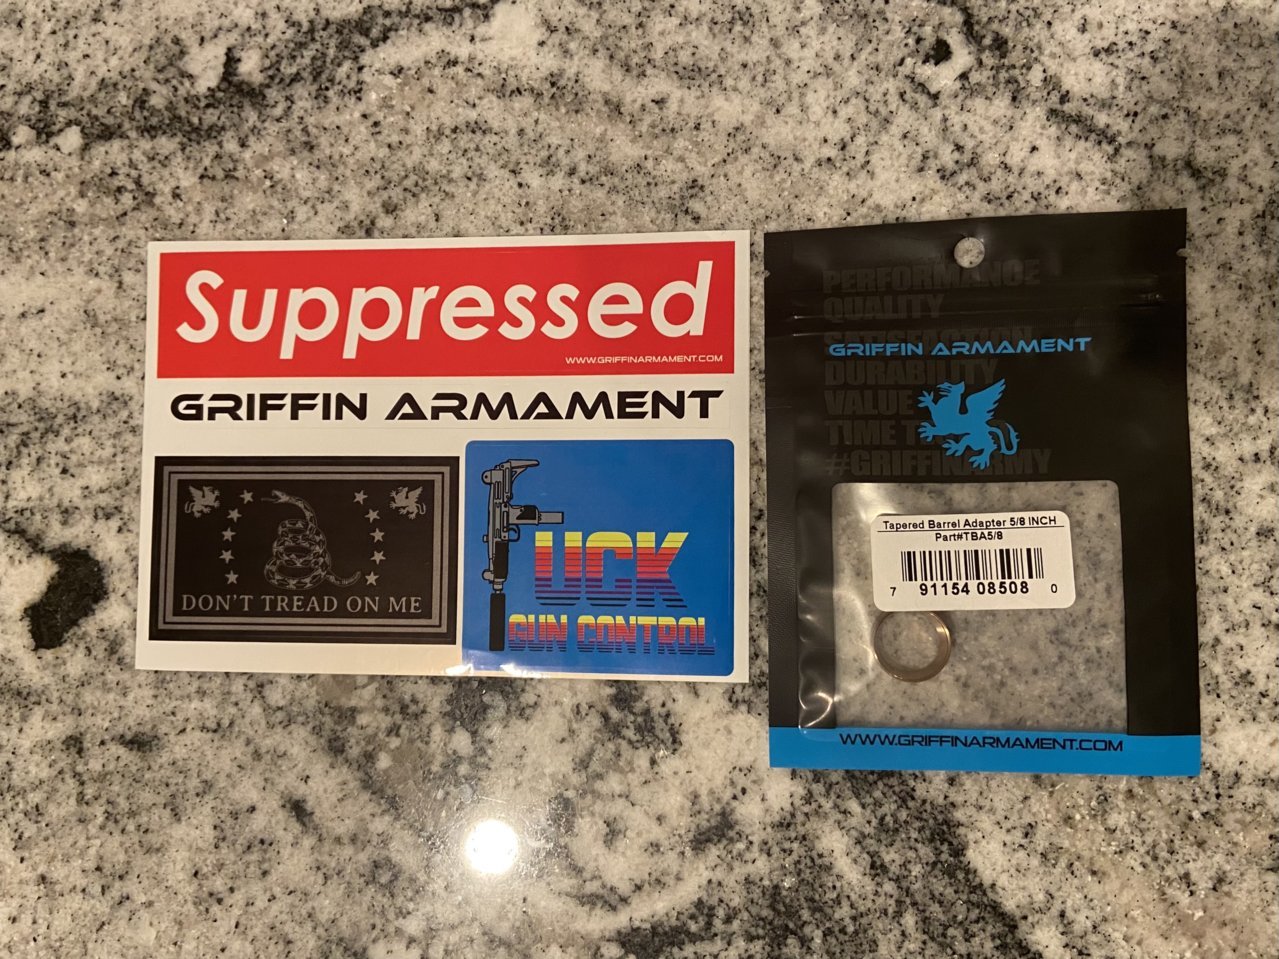 Suppressed
WWW.GRIFFINARMAMENT.COM
GRIFFIN ARMAMENT
DON'T TREAD ON ME
UCK
GUN CONTROL
PERFORMANCE
QUALITY
GRIFFIN ARMAMENT
DURABILITY
VALUE
TIME
#GRIFFINARMY
Tapered Barrel Adapter 5/8 INCH
Part#TBA5/8
7 91154 08508 0
WWW.GRIFFINARMAMENT.COM